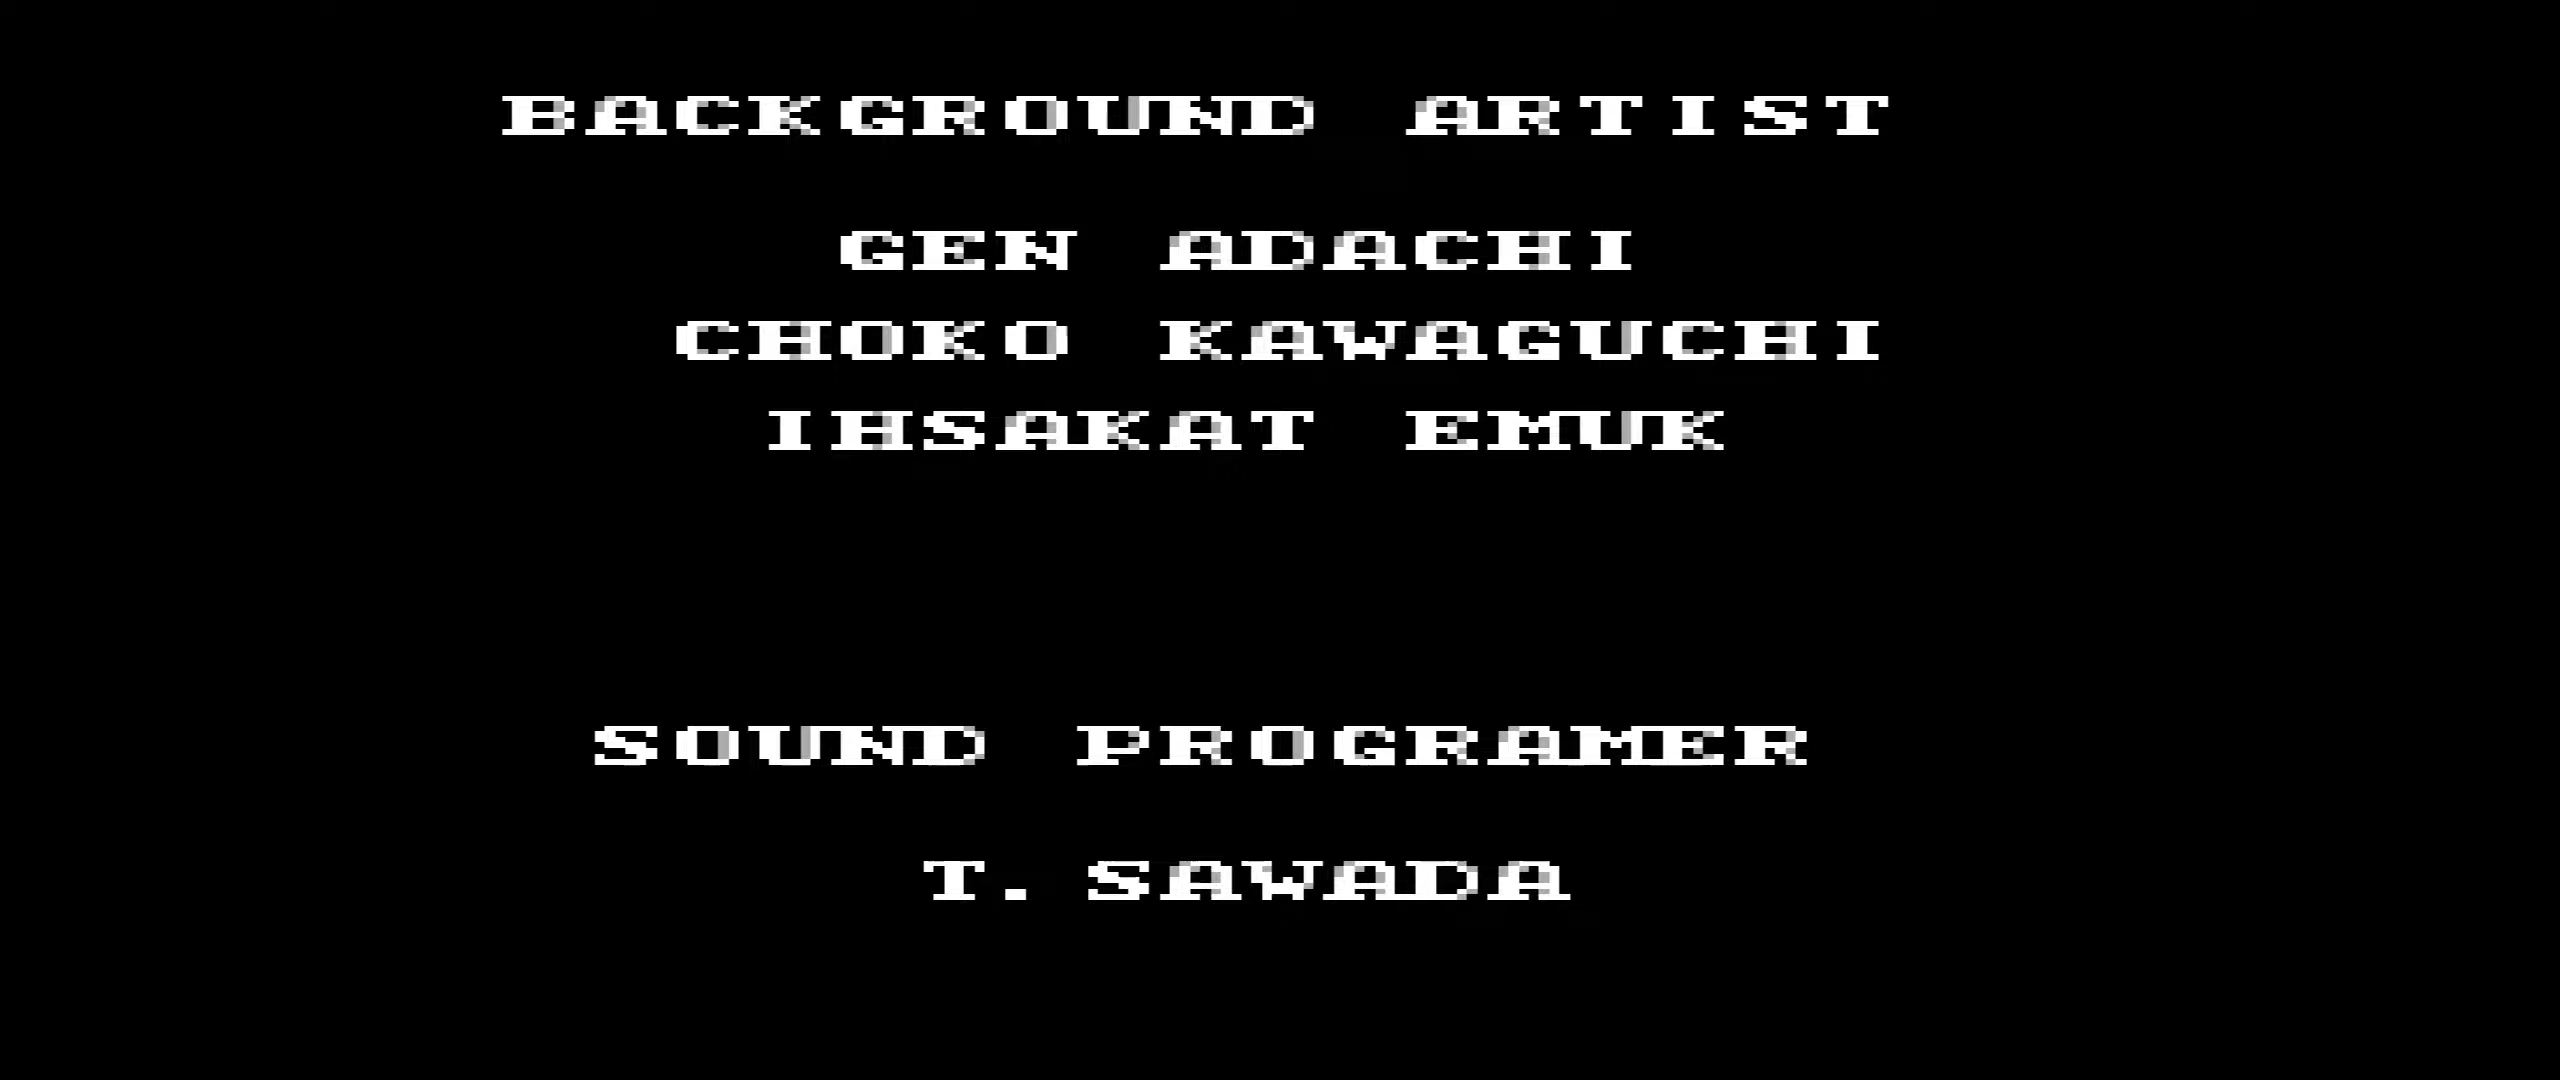 BACKGROUND ARTIST
GEN ADACHI
CHOKO KAWAGUCHI
IHSAKAT EMUK
SOUND PROGRAMER
T. SAWADA